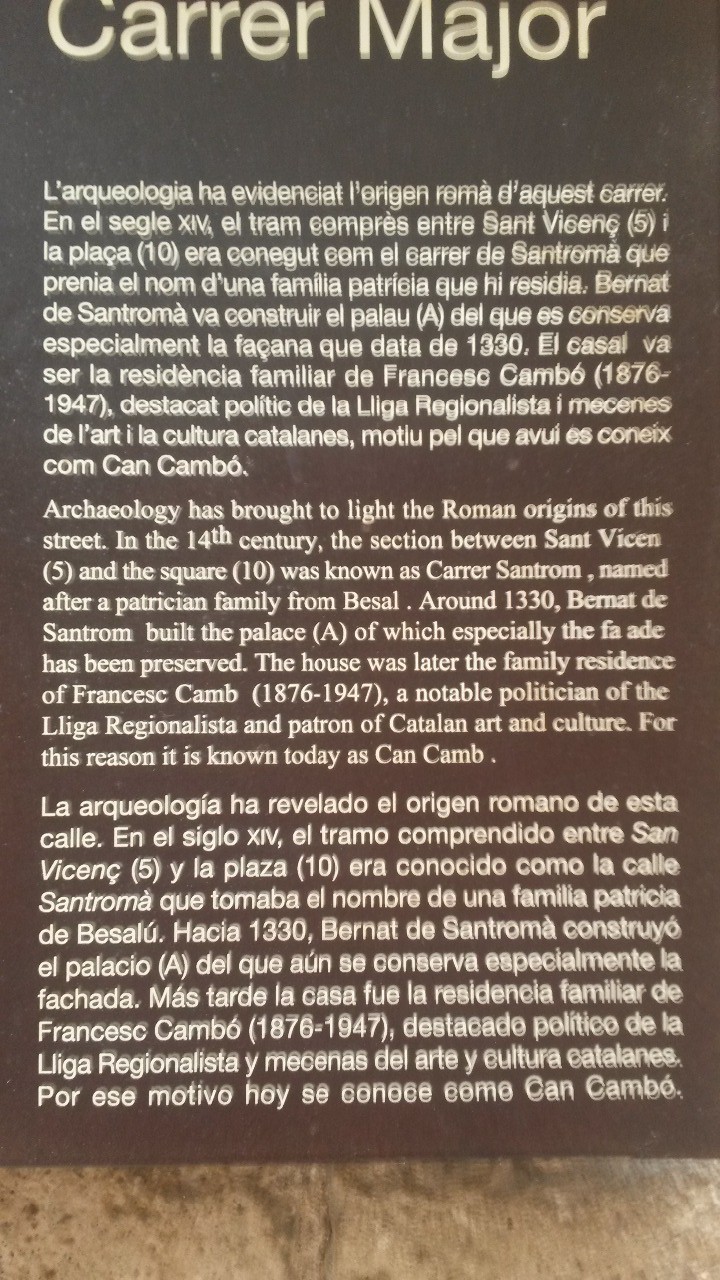 Carrer Major
L'arqueologia ha evidenciat l'origen romà d'aquest carrer.
En el segle XIV, el tram comprès entre Sant Vicenç (5) i
la plaça (10) era conegut com el carrer de Santromà que
prenia el nom d'una família patrícia que hi residia. Bernat
de Santromà va construir el palau (A) del que es conserva
especialment la façana que data de 1330. El casal va
ser la residència familiar de Francesc Cambó (1876-
1947), destacat polític de la Lliga Regionalista i mecenes
de l'art i la cultura catalanes, motiu pel que avui es coneix
com Can Cambó.
Archaeology has brought to light the Roman origins of this
street. In the 14th century, the section between Sant Vicen
(5) and the square (10) was known as Carrer Santrom , named
after a patrician family from Besal . Around 1330, Bernat de
Santrom built the palace (A) of which especially the fa ade
has been preserved. The house was later the family residence
of Francesc Camb (1876-1947), a notable politician of the
Lliga Regionalista and patron of Catalan art and culture. For
this reason it is known today as Can Camb .
La arqueología ha revelado el origen romano de esta
calle. En el siglo XIV, el tramo comprendido entre San
Vicenç (5) y la plaza (10) era conocido como la calle
Santromà que tomaba el nombre de una familia patricia
de Besalú. Hacia 1330, Bernat de Santromà construyó
el palacio (A) del que aún se conserva especialmente la
fachada. Más tarde la casa fue la residencia familiar de
Francesc Cambó (1876-1947), destacado político de la
Lliga Regionalista y mecenas del arte y cultura catalanes.
Por ese motivo hoy se conoce como Can Cambó.